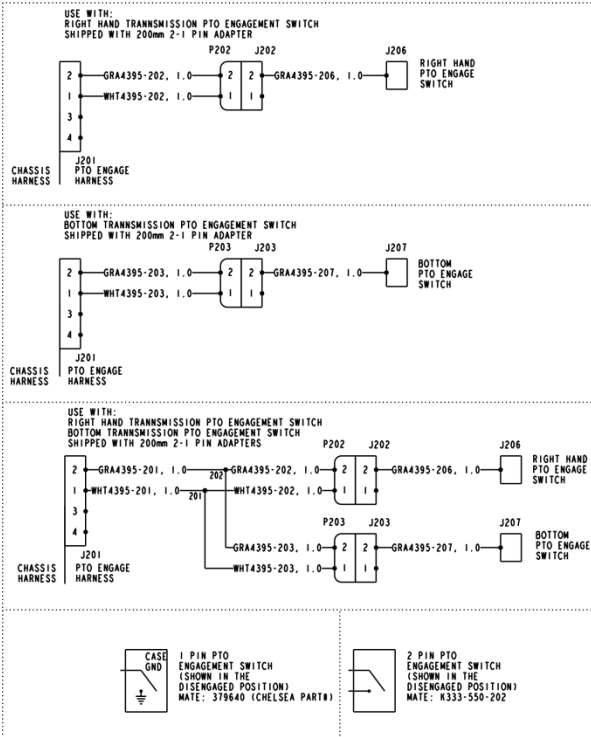 USE WITH:
RIGHT HAND TRANNSMISSION PTO ENGAGEMENT SWITCH
SHIPPED WITH 200mm 2-1 PIN ADAPTER
P202 J202 J206
2 GRA4395-202, 1.0 2 2 GRA4395-206, 1.0 RIGHT HAND
PTO ENGAGE
SWITCH
1 WHT4395-202, 1.0 1 1
3
4
J201
CHASSIS PTO ENGAGE
HARNESS HARNESS
USE WITH:
BOTTOM TRANNSMISSION PTO ENGAGEMENT SWITCH
SHIPPED WITH 200mm 2-1 PIN ADAPTER
P203 J203 J207
2 GRA4395-203, 1.0 2 2 GRA4395-207, 1.0 BOTTOM
PTO ENGAGE
SWITCH
1 WHT4395-203, 1.0 1 1
3
4
J201
CHASSIS PTO ENGAGE
HARNESS HARNESS
USE WITH:
RIGHT HAND TRANNSMISSION PTO ENGAGEMENT SWITCH
BOTTOM TRANNSMISSION PTO ENGAGEMENT SWITCH
SHIPPED WITH 200mm 2-1 PIN ADAPTERS
P202 J202 J206
2 GRA4395-201, 1.0 202 GRA4395-202, 1.0 2 2 GRA4395-206, 1.0 RIGHT HAND
PTO ENGAGE
SWITCH
1 WHT4395-201, 1.0 201 WHT4395-202, 1.0 1 1
3
4
P203 J203 J207
GRA4395-203, 1.0 2 2 GRA4395-207, 1.0 BOTTOM
PTO ENGAGE
SWITCH
WHT4395-203, 1.0 1 1
J201
CHASSIS PTO ENGAGE
HARNESS HARNESS
CASE
GND
1 PIN PTO
ENGAGEMENT SWITCH
(SHOWN IN THE
DISENGAGED POSITION)
MATE: 379640 (CHELSEA PART#)
2 PIN PTO
ENGAGEMENT SWITCH
(SHOWN IN THE
DISENGAGED POSITION)
MATE: K333-550-202